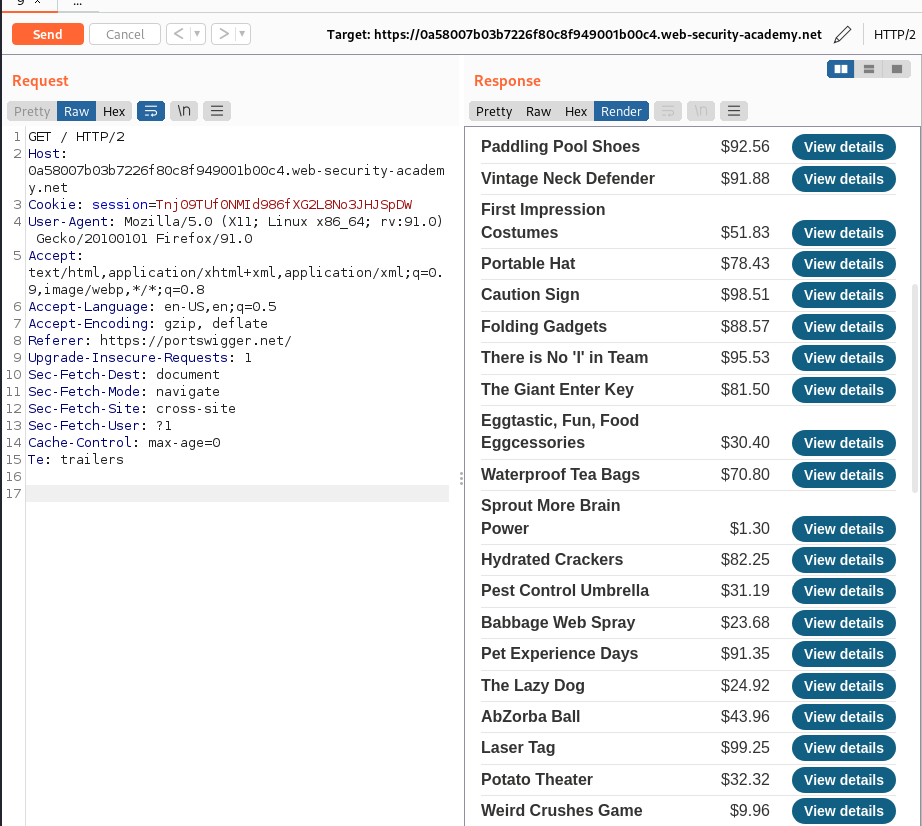 9 × ...
Send Cancel < > Target: https://0a58007b03b7226f80c8f949001b00c4.web-security-academy.net HTTP/2
Request
Pretty Raw Hex \n
1 GET / HTTP/2
2 Host:
0a58007b03b7226f80c8f949001b00c4.web-security-academ
y.net
3 Cookie: session=Tnj09TUf0NMId986fXG2L8No3JHJSpDW
4 User-Agent: Mozilla/5.0 (X11; Linux x86_64; rv:91.0)
Gecko/20100101 Firefox/91.0
5 Accept:
text/html,application/xhtml+xml,application/xml;q=0.
9,image/webp,*/*;q=0.8
6 Accept-Language: en-US,en;q=0.5
7 Accept-Encoding: gzip, deflate
8 Referer: https://portswigger.net/
9 Upgrade-Insecure-Requests: 1
10 Sec-Fetch-Dest: document
11 Sec-Fetch-Mode: navigate
12 Sec-Fetch-Site: cross-site
13 Sec-Fetch-User: ?1
14 Cache-Control: max-age=0
15 Te: trailers
16
17
Response
Pretty Raw Hex Render \n
Paddling Pool Shoes $92.56 View details
Vintage Neck Defender $91.88 View details
First Impression
Costumes $51.83 View details
Portable Hat $78.43 View details
Caution Sign $98.51 View details
Folding Gadgets $88.57 View details
There is No 'I' in Team $95.53 View details
The Giant Enter Key $81.50 View details
Eggtastic, Fun, Food
Eggcessories $30.40 View details
Waterproof Tea Bags $70.80 View details
Sprout More Brain
Power $1.30 View details
Hydrated Crackers $82.25 View details
Pest Control Umbrella $31.19 View details
Babbage Web Spray $23.68 View details
Pet Experience Days $91.35 View details
The Lazy Dog $24.92 View details
AbZorba Ball $43.96 View details
Laser Tag $99.25 View details
Potato Theater $32.32 View details
Weird Crushes Game $9.96 View details